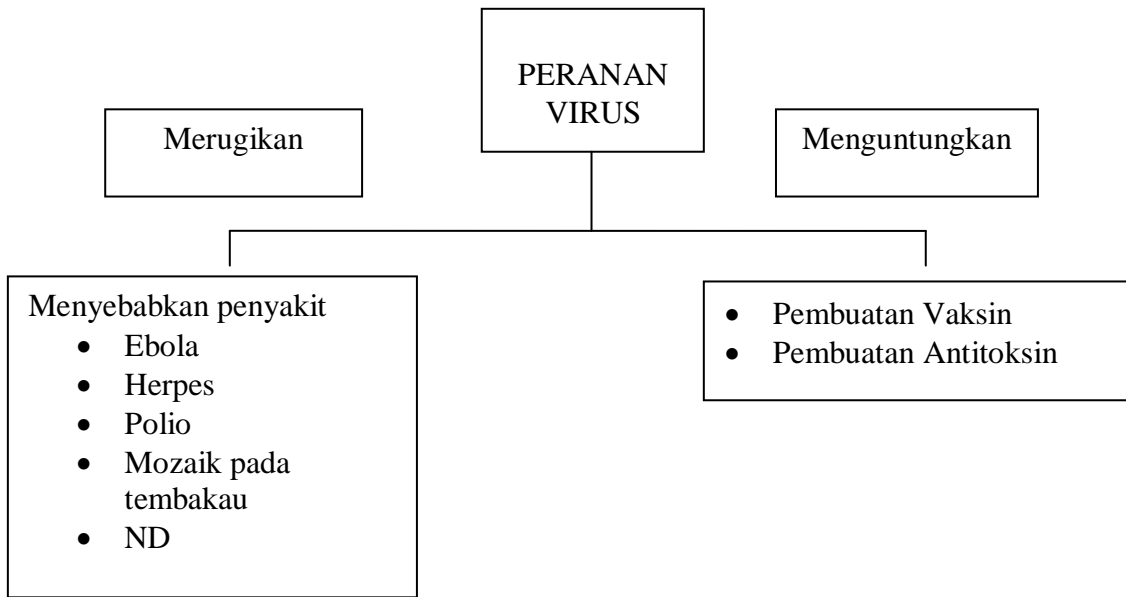 PERANAN
VIRUS
Merugikan
Menguntungkan
Menyebabkan penyakit
• Ebola
• Herpes
• Polio
• Mozaik pada
tembakau
• ND
• Pembuatan Vaksin
• Pembuatan Antitoksin